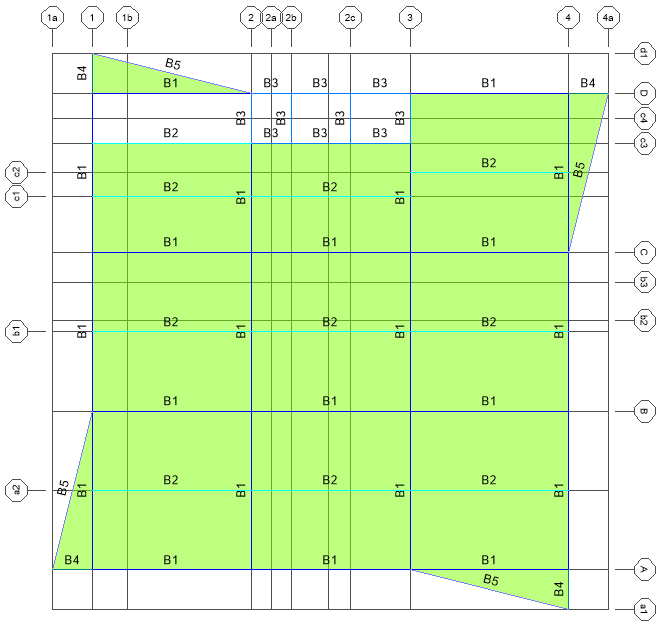 1a 1 1b 2 2a 2b 2c 3 4 4a
d1
B5
B4 B1 B3 B3 B3 B1 B4
D
B3 B3 B3 B3 c4
B2 B3 B3 B3 c3
c2 B1 B2 B1 B5
c1 B2 B1 B2 B1
B1 B1 B1 C
b3
B2 B2 B2 b2
b1 B1 B1 B1 B1
B1 B1 B1 B
B2 B2 B2
a2 B5 B1 B1 B1 B1
B4 B1 B1 B1 A
B5 B4
a1